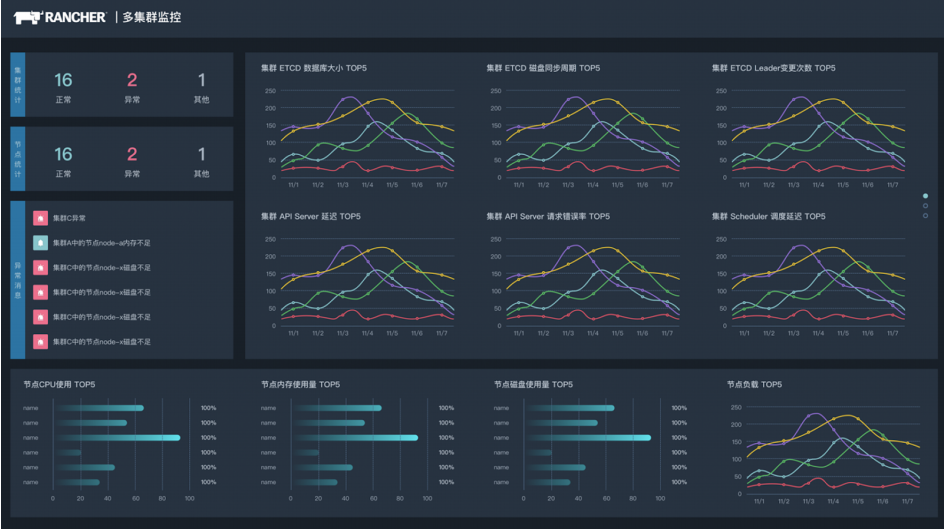 RANCHER® | 多集群监控
集群统计
16 2 1
正常 异常 其他
节点统计
16 2 1
正常 异常 其他
异常消息
集群C异常
集群A中的节点node-a内存不足
集群C中的节点node-x磁盘不足
集群C中的节点node-x磁盘不足
集群C中的节点node-x磁盘不足
集群C中的节点node-x磁盘不足
集群 ETCD 数据库大小 TOP5
250
200
150
100
50
0
11/1 11/2 11/3 11/4 11/5 11/6 11/7
集群 ETCD 磁盘同步周期 TOP5
250
200
150
100
50
0
11/1 11/2 11/3 11/4 11/5 11/6 11/7
集群 ETCD Leader变更次数 TOP5
250
200
150
100
50
0
11/1 11/2 11/3 11/4 11/5 11/6 11/7
集群 API Server 延迟 TOP5
250
200
150
100
50
0
11/1 11/2 11/3 11/4 11/5 11/6 11/7
集群 API Server 请求错误率 TOP5
250
200
150
100
50
0
11/1 11/2 11/3 11/4 11/5 11/6 11/7
集群 Scheduler 调度延迟 TOP5
250
200
150
100
50
0
11/1 11/2 11/3 11/4 11/5 11/6 11/7
节点CPU使用 TOP5
name 100%
name 100%
name 100%
name 100%
name 100%
name 100%
0 20 40 60 80 100
节点内存使用量 TOP5
name 100%
name 100%
name 100%
name 100%
name 100%
name 100%
0 20 40 60 80 100
节点磁盘使用量 TOP5
name 100%
name 100%
name 100%
name 100%
name 100%
name 100%
0 20 40 60 80 100
节点负载 TOP5
250
200
150
100
50
0
11/1 11/2 11/3 11/4 11/5 11/6 11/7